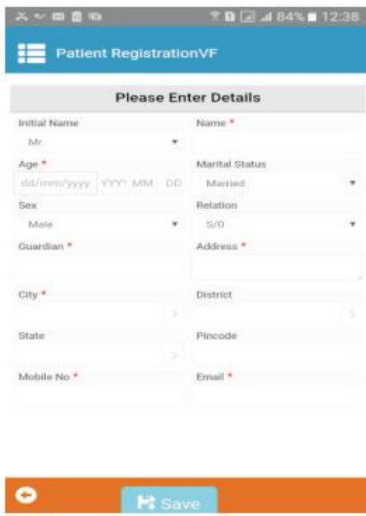 84% 12:38
Patient RegistrationVF
Please Enter Details
Initial Name Name *
Mr.
Age * Marital Status
dd/mm/yyyy YYYY MM DD Married
Sex Relation
Male S/0
Guardian * Address *
City * District
State Pincode
Mobile No * Email *
Save